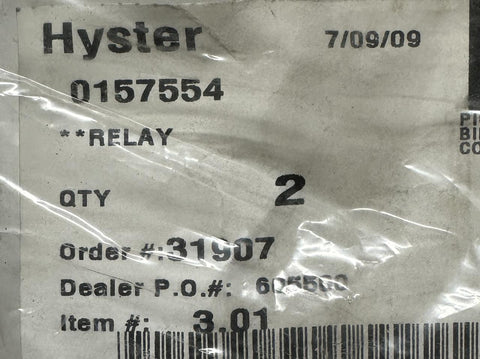 Hyster 7/09/09
0157554
**RELAY
QTY 2
Order #:31907
Dealer P.O.#:
Item #: 3.01